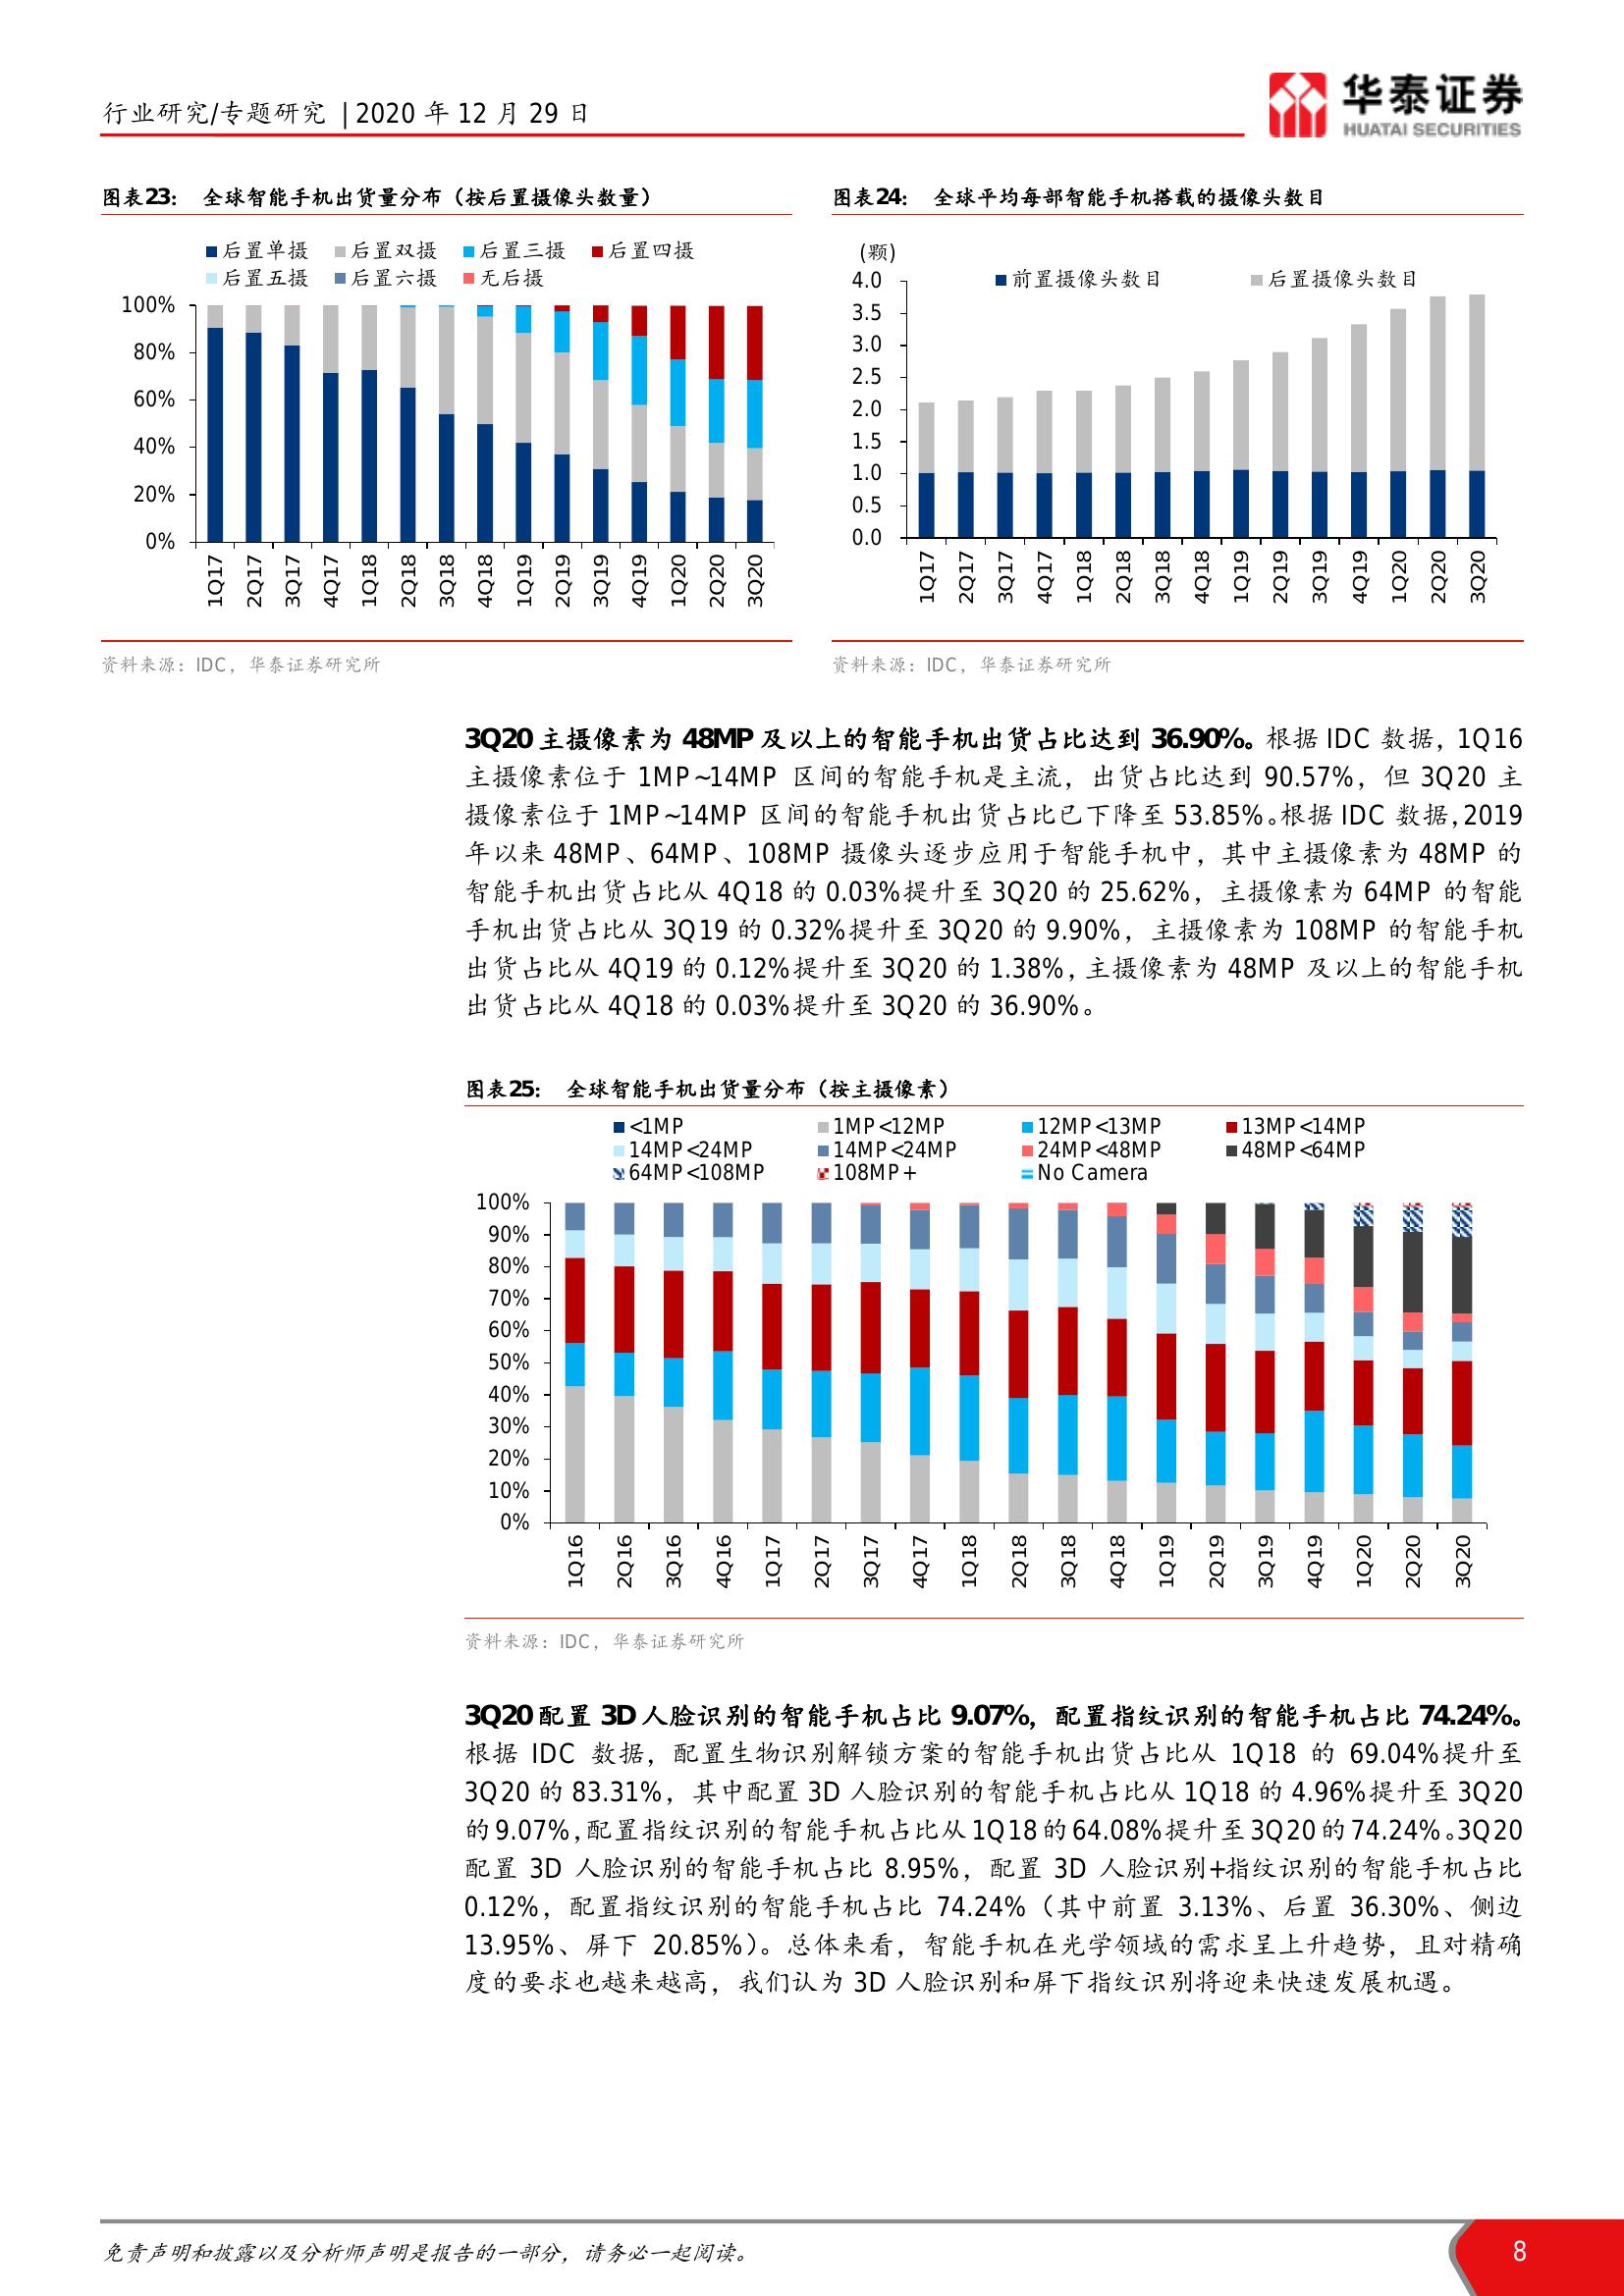 行业研究/专题研究 | 2020 年 12 月 29 日
华泰证券
HUATAI SECURITIES
图表23： 全球智能手机出货量分布（按后置摄像头数量）
后置单摄 后置双摄 后置三摄 后置四摄
后置五摄 后置六摄 无后摄
100%
80%
60%
40%
20%
0%
1Q17 2Q17 3Q17 4Q17 1Q18 2Q18 3Q18 4Q18 1Q19 2Q19 3Q19 4Q19 1Q20 2Q20 3Q20
资料来源：IDC，华泰证券研究所
图表24： 全球平均每部智能手机搭载的摄像头数目
(颗)
前置摄像头数目 后置摄像头数目
4.0
3.5
3.0
2.5
2.0
1.5
1.0
0.5
0.0
1Q17 2Q17 3Q17 4Q17 1Q18 2Q18 3Q18 4Q18 1Q19 2Q19 3Q19 4Q19 1Q20 2Q20 3Q20
资料来源：IDC，华泰证券研究所
3Q20 主摄像素为 48MP 及以上的智能手机出货占比达到 36.90%。根据 IDC 数据，1Q16
主摄像素位于 1MP~14MP 区间的智能手机是主流，出货占比达到 90.57%，但 3Q20 主
摄像素位于 1MP~14MP 区间的智能手机出货占比已下降至 53.85%。根据 IDC 数据，2019
年以来 48MP、64MP、108MP 摄像头逐步应用于智能手机中，其中主摄像素为 48MP 的
智能手机出货占比从 4Q18 的 0.03%提升至 3Q20 的 25.62%，主摄像素为 64MP 的智能
手机出货占比从 3Q19 的 0.32%提升至 3Q20 的 9.90%，主摄像素为 108MP 的智能手机
出货占比从 4Q19 的 0.12%提升至 3Q20 的 1.38%，主摄像素为 48MP 及以上的智能手机
出货占比从 4Q18 的 0.03%提升至 3Q20 的 36.90%。
图表25： 全球智能手机出货量分布（按主摄像素）
<1MP 1MP<12MP 12MP<13MP 13MP<14MP
14MP<24MP 14MP<24MP 24MP<48MP 48MP<64MP
64MP<108MP 108MP+ No Camera
100%
90%
80%
70%
60%
50%
40%
30%
20%
10%
0%
1Q16 2Q16 3Q16 4Q16 1Q17 2Q17 3Q17 4Q17 1Q18 2Q18 3Q18 4Q18 1Q19 2Q19 3Q19 4Q19 1Q20 2Q20 3Q20
资料来源：IDC，华泰证券研究所
3Q20 配置 3D 人脸识别的智能手机占比 9.07%，配置指纹识别的智能手机占比 74.24%。
根据 IDC 数据，配置生物识别解锁方案的智能手机出货占比从 1Q18 的 69.04%提升至
3Q20 的 83.31%，其中配置 3D 人脸识别的智能手机占比从 1Q18 的 4.96%提升至 3Q20
的 9.07%，配置指纹识别的智能手机占比从 1Q18 的 64.08%提升至 3Q20 的 74.24%。3Q20
配置 3D 人脸识别的智能手机占比 8.95%，配置 3D 人脸识别+指纹识别的智能手机占比
0.12%，配置指纹识别的智能手机占比 74.24%（其中前置 3.13%、后置 36.30%、侧边
13.95%、屏下 20.85%）。总体来看，智能手机在光学领域的需求呈上升趋势，且对精确
度的要求也越来越高，我们认为 3D 人脸识别和屏下指纹识别将迎来快速发展机遇。
免责声明和披露以及分析师声明是报告的一部分，请务必一起阅读。
8